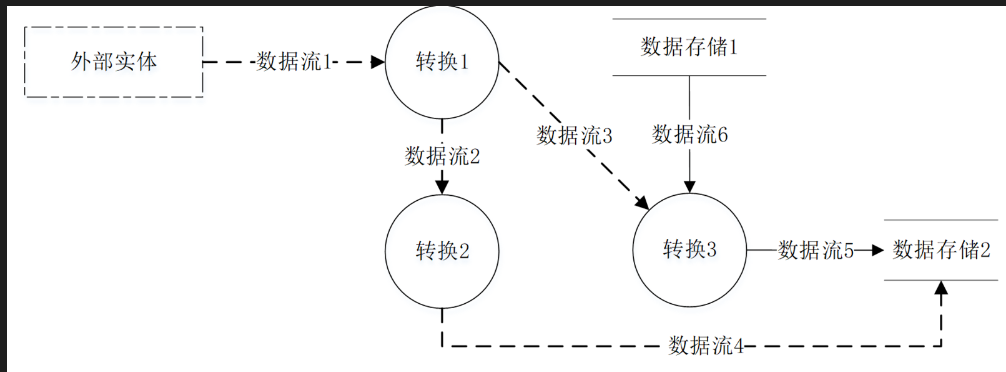 外部实体
数据流1
转换1
数据存储1
数据流3
数据流6
数据流2
转换2
转换3
数据流5
数据存储2
数据流4